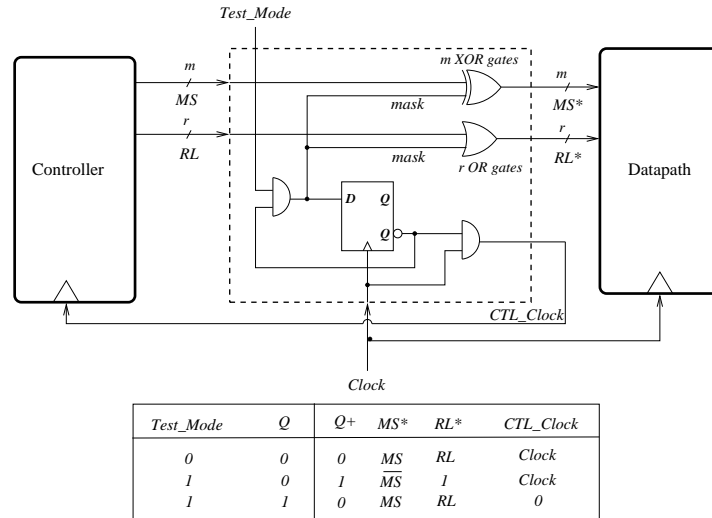 Test_Mode
m XOR gates
m
MS
mask
m
MS*
r
RL
mask
r OR gates
r
RL*
Controller
Datapath
D Q
Q
CTL_Clock
Clock
Test_Mode Q Q+ MS* RL* CTL_Clock
0 0 0 MS RL Clock
1 0 1 M̅S̅ 1 Clock
1 1 0 MS RL 0